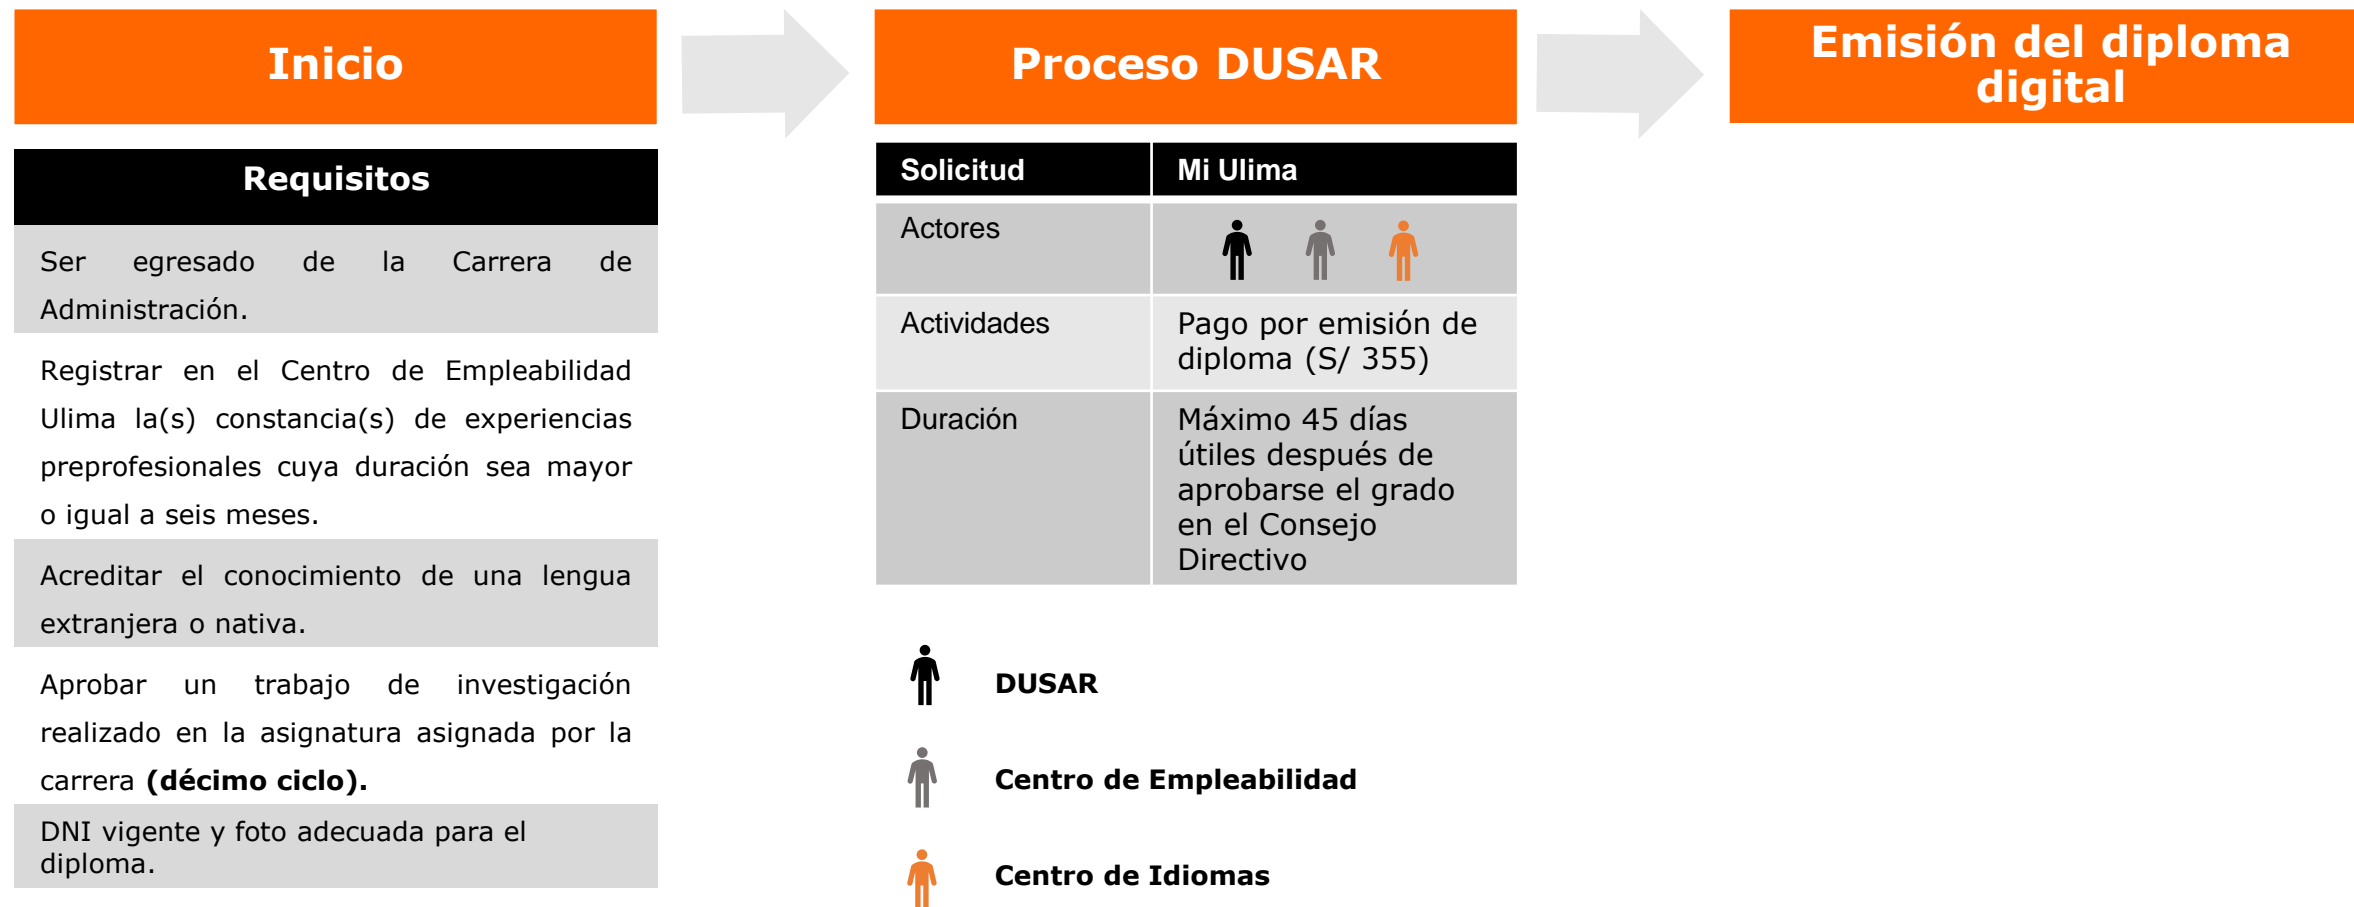 Inicio
Requisitos
Ser egresado de la Carrera de
Administración.
Registrar en el Centro de Empleabilidad
Ulima la(s) constancia(s) de experiencias
preprofesionales cuya duración sea mayor
o igual a seis meses.
Acreditar el conocimiento de una lengua
extranjera o nativa.
Aprobar un trabajo de investigación
realizado en la asignatura asignada por la
carrera (décimo ciclo).
DNI vigente y foto adecuada para el
diploma.
Proceso DUSAR
Solicitud Mi Ulima
Actores
Actividades Pago por emisión de
diploma (S/ 355)
Duración Máximo 45 días
útiles después de
aprobarse el grado
en el Consejo
Directivo
DUSAR
Centro de Empleabilidad
Centro de Idiomas
Emisión del diploma
digital